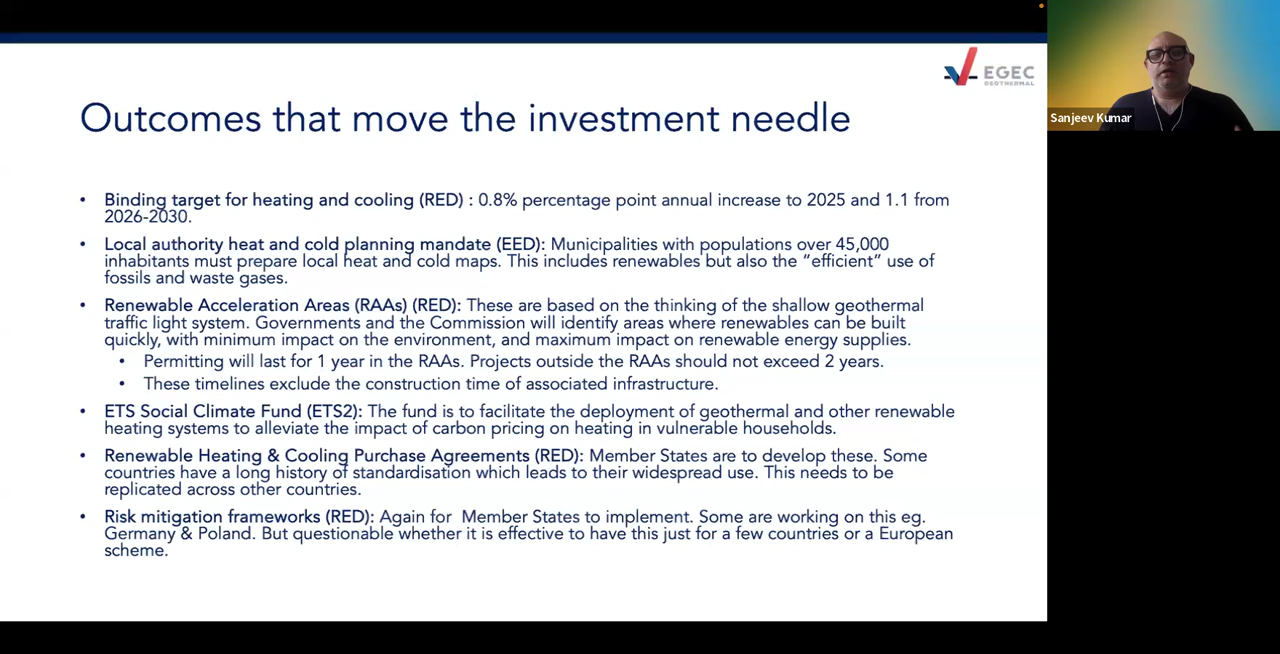 EGEC
GEOTHERMAL
Sanjeev Kumar
Outcomes that move the investment needle
• Binding target for heating and cooling (RED) : 0.8% percentage point annual increase to 2025 and 1.1 from
2026-2030.
• Local authority heat and cold planning mandate (EED): Municipalities with populations over 45,000
inhabitants must prepare local heat and cold maps. This includes renewables but also the “efficient” use of
fossils and waste gases.
• Renewable Acceleration Areas (RAAs) (RED): These are based on the thinking of the shallow geothermal
traffic light system. Governments and the Commission will identify areas where renewables can be built
quickly, with minimum impact on the environment, and maximum impact on renewable energy supplies.
• Permitting will last for 1 year in the RAAs. Projects outside the RAAs should not exceed 2 years.
• These timelines exclude the construction time of associated infrastructure.
• ETS Social Climate Fund (ETS2): The fund is to facilitate the deployment of geothermal and other renewable
heating systems to alleviate the impact of carbon pricing on heating in vulnerable households.
• Renewable Heating & Cooling Purchase Agreements (RED): Member States are to develop these. Some
countries have a long history of standardisation which leads to their widespread use. This needs to be
replicated across other countries.
• Risk mitigation frameworks (RED): Again for  Member States to implement. Some are working on this eg.
Germany & Poland. But questionable whether it is effective to have this just for a few countries or a European
scheme.